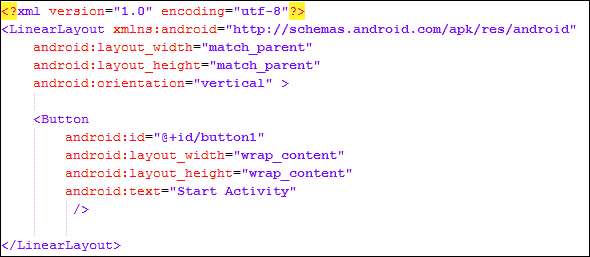 <?xml version="1.0" encoding="utf-8"?>
<LinearLayout xmlns:android="http://schemas.android.com/apk/res/android"
    android:layout_width="match_parent"
    android:layout_height="match_parent"
    android:orientation="vertical" >
    <Button
        android:id="@+id/button1"
        android:layout_width="wrap_content"
        android:layout_height="wrap_content"
        android:text="Start Activity"
         />
</LinearLayout>